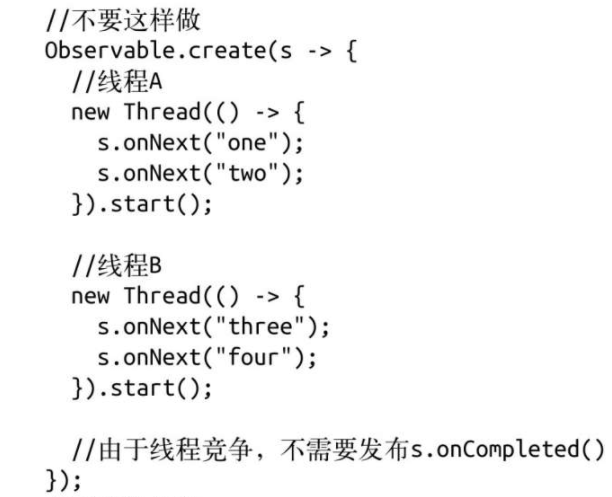 //不要这样做
Observable.create(s -> {
  //线程A
  new Thread(() -> {
    s.onNext("one");
    s.onNext("two");
  }).start();

  //线程B
  new Thread(() -> {
    s.onNext("three");
    s.onNext("four");
  }).start();

  //由于线程竞争，不需要发布s.onCompleted()
});